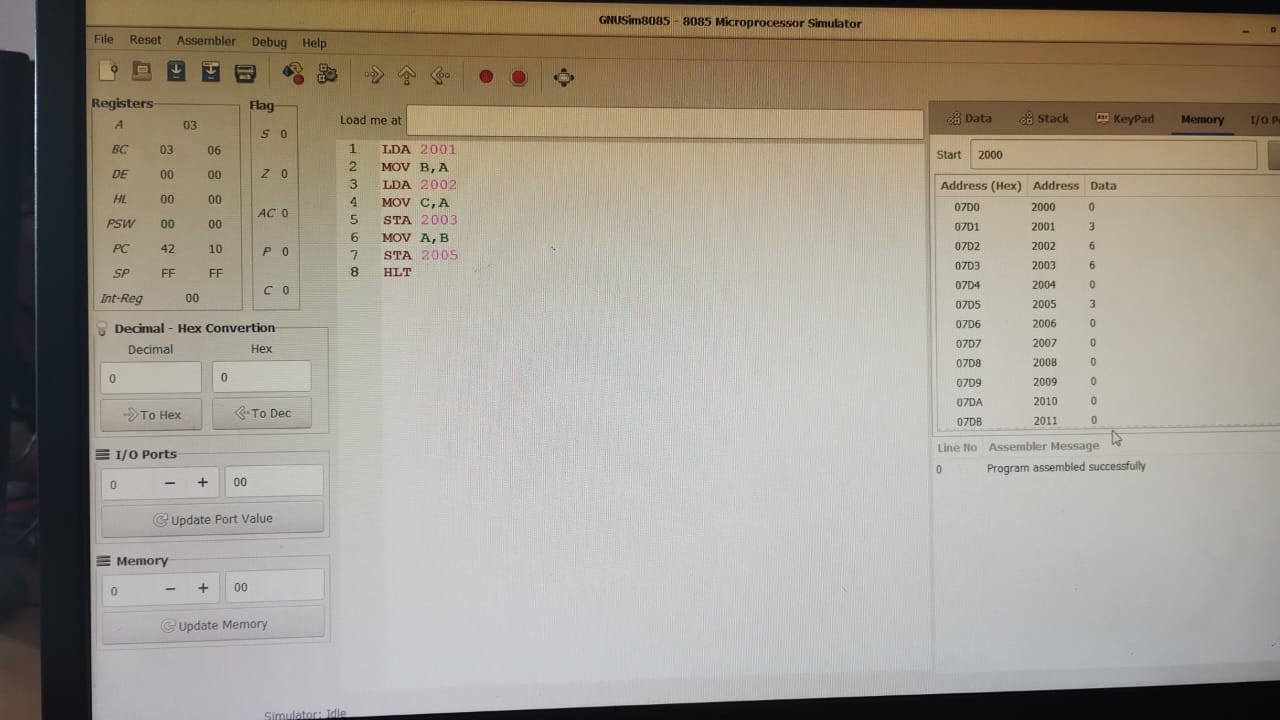 GNUSim8085 - 8085 Microprocessor Simulator
File Reset Assembler Debug Help
Registers
A 03
BC 03 06
DE 00 00
HL 00 00
PSW 00 00
PC 42 10
SP FF FF
Int-Reg 00
Flag
S 0
Z 0
AC 0
P 0
C 0
Decimal - Hex Convertion
Decimal Hex
0 0
To Hex To Dec
I/O Ports
0 − + 00
Update Port Value
Memory
0 − + 00
Update Memory
Load me at
1 LDA 2001
2 MOV B,A
3 LDA 2002
4 MOV C,A
5 STA 2003
6 MOV A,B
7 STA 2005
8 HLT
Data Stack KeyPad Memory I/O
Start 2000
Address (Hex) Address Data
07D0 2000 0
07D1 2001 3
07D2 2002 6
07D3 2003 6
07D4 2004 0
07D5 2005 3
07D6 2006 0
07D7 2007 0
07D8 2008 0
07D9 2009 0
07DA 2010 0
07DB 2011 0
Line No Assembler Message
0 Program assembled successfully
Simulator: Idle